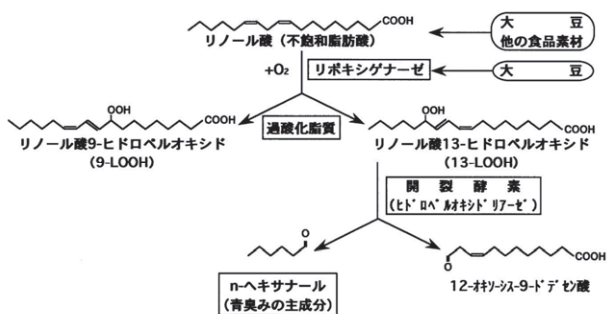 COOH
リノール酸（不飽和脂肪酸）
大　　豆
他の食品素材
+O₂
リポキシゲナーゼ
大　　豆
OOH
COOH
リノール酸9-ヒドロペルオキシド
(9-LOOH)
過酸化脂質
OOH
COOH
リノール酸13-ヒドロペルオキシド
(13-LOOH)
開　裂　酵　素
(ﾋﾄﾞﾛﾍﾟﾙｵｷｼﾄﾞﾘｱｰｾﾞ)
O
n-ヘキサナール
（青臭みの主成分）
O
COOH
12-ｵｷｿ-ｼｽ-9-ﾄﾞﾃﾞｾﾝ酸